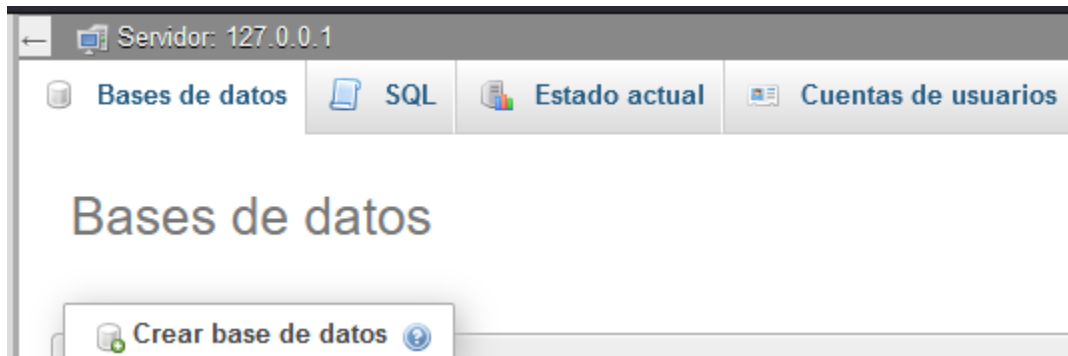 ← Servidor: 127.0.0.1
Bases de datos SQL Estado actual Cuentas de usuarios
Bases de datos
Crear base de datos